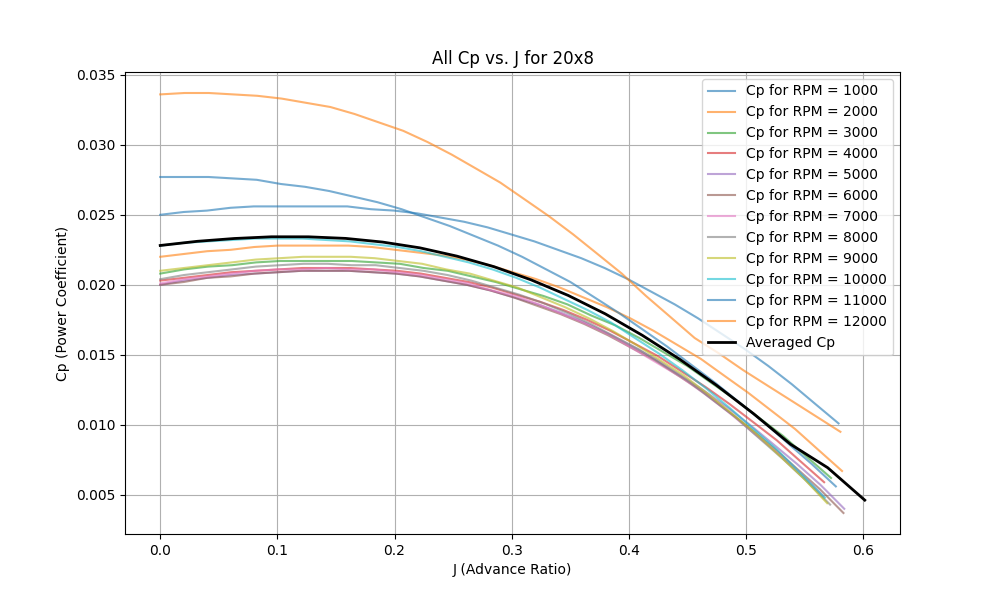 All Cp vs. J for 20x8
Cp (Power Coefficient)
0.035
0.030
0.025
0.020
0.015
0.010
0.005
0.0
0.1
0.2
0.3
0.4
0.5
0.6
J (Advance Ratio)
Cp for RPM = 1000
Cp for RPM = 2000
Cp for RPM = 3000
Cp for RPM = 4000
Cp for RPM = 5000
Cp for RPM = 6000
Cp for RPM = 7000
Cp for RPM = 8000
Cp for RPM = 9000
Cp for RPM = 10000
Cp for RPM = 11000
Cp for RPM = 12000
Averaged Cp